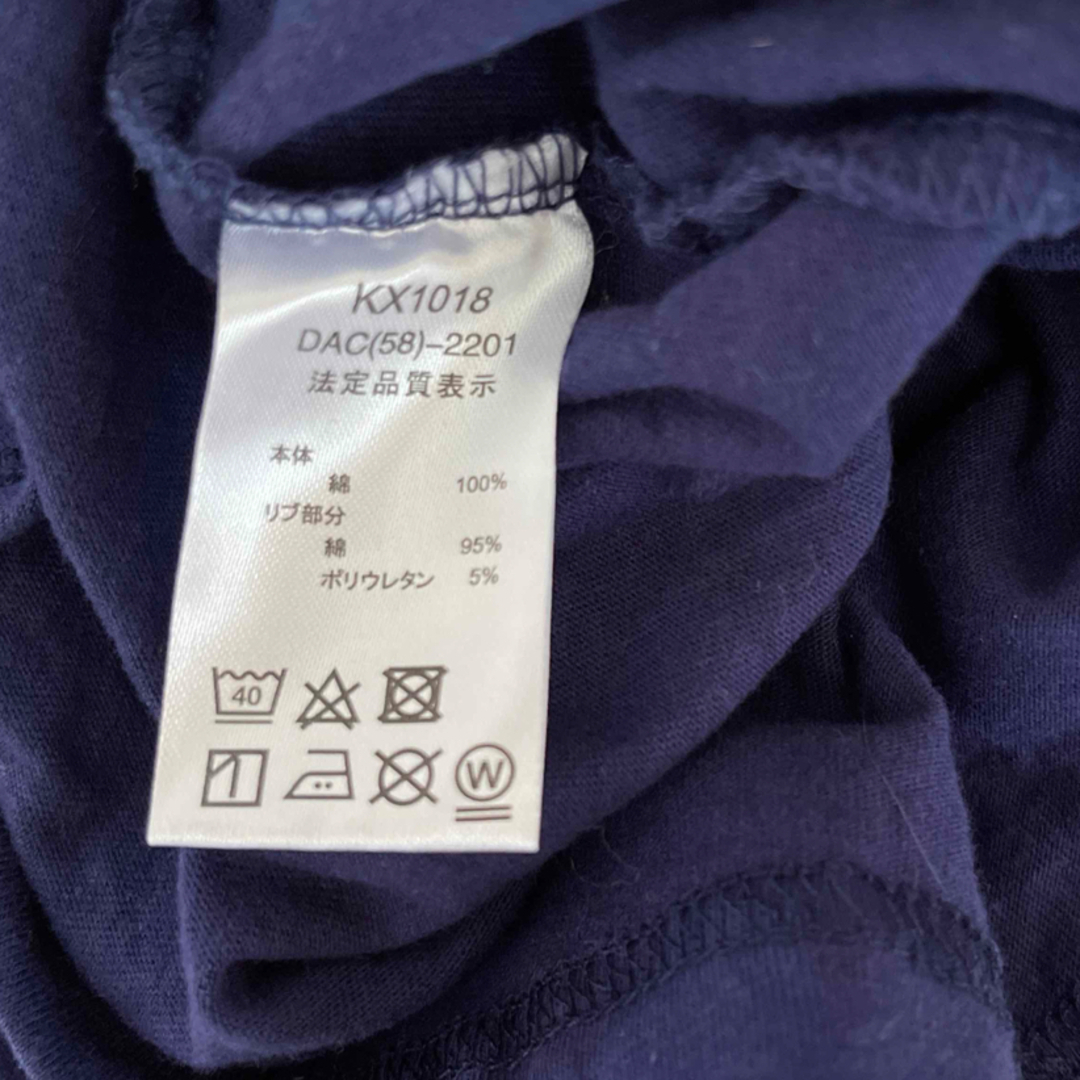 KX1018
DAC(58)-2201
法定品質表示
本体
綿 100%
リブ部分
綿 95%
ポリウレタン 5%
40
W